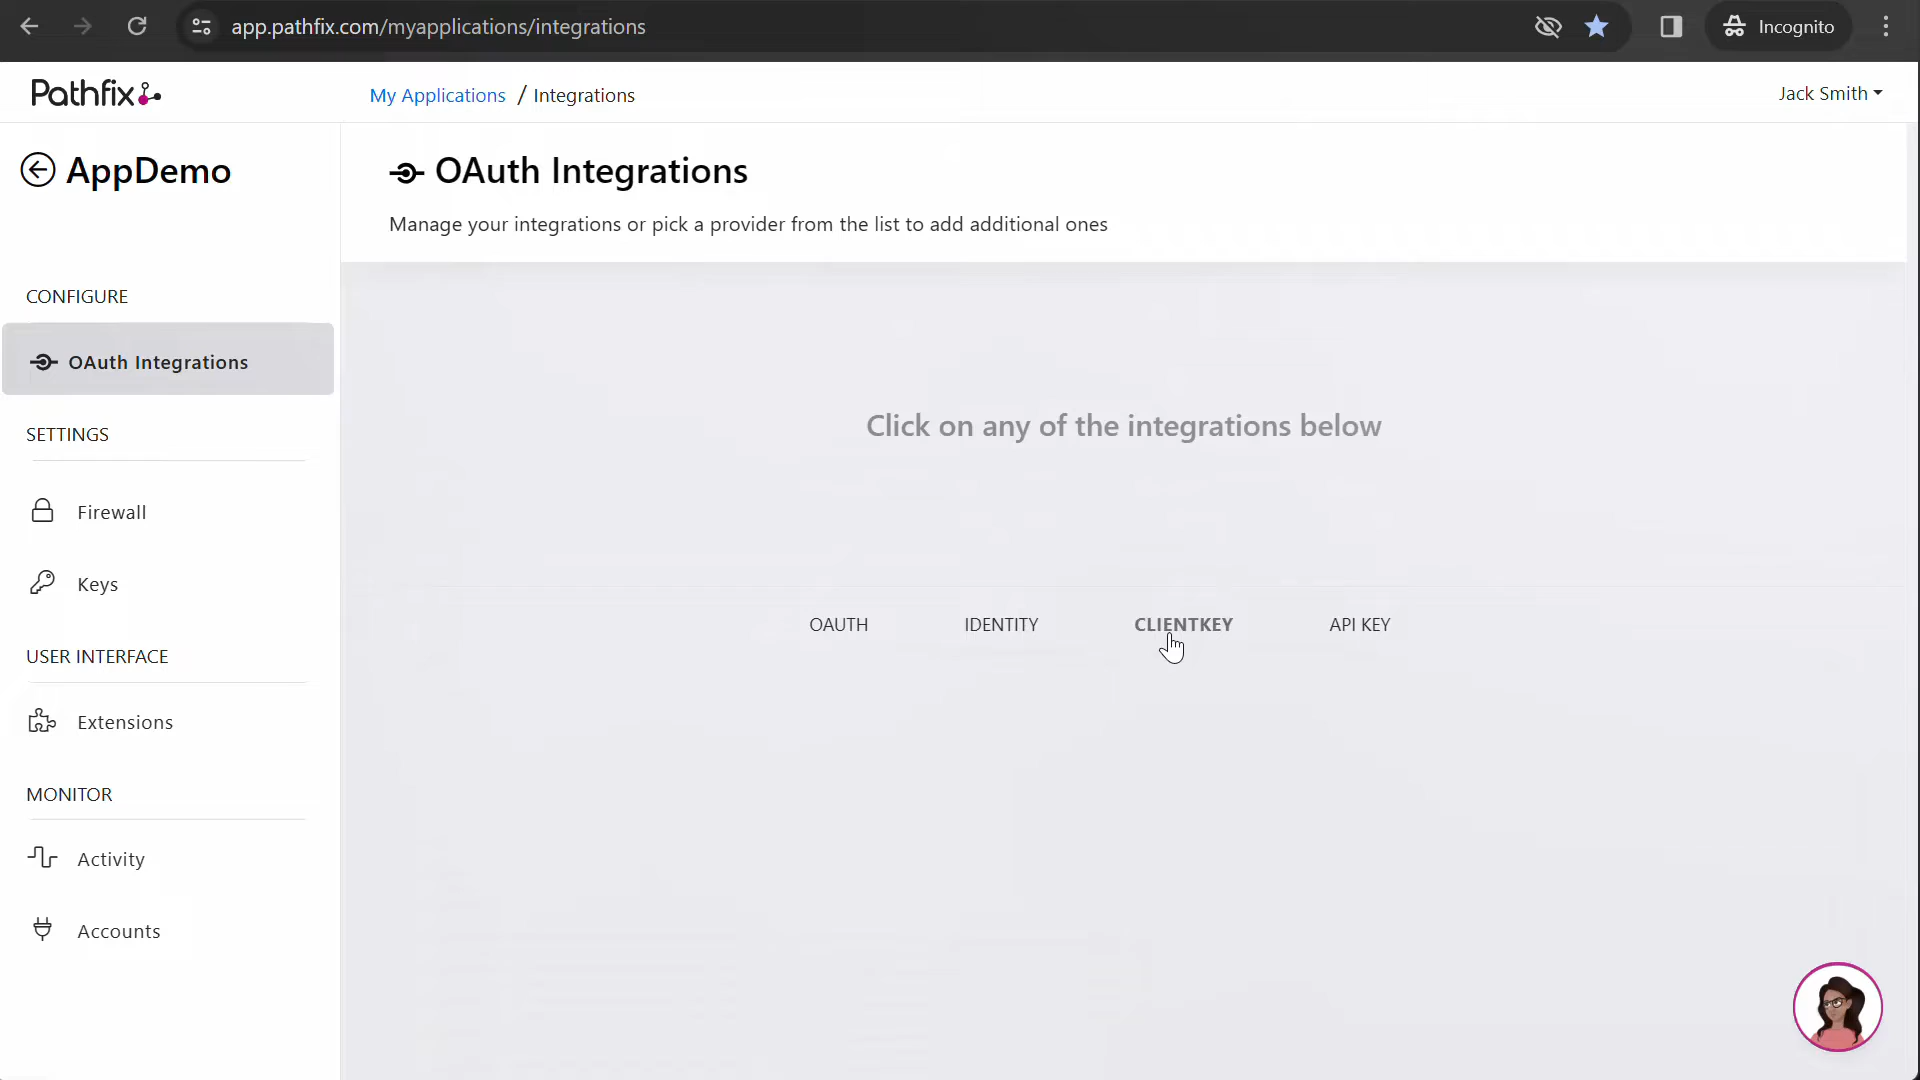 app.pathfix.com/myapplications/integrations
Incognito
Pathfix
My Applications / Integrations
Jack Smith
AppDemo
OAuth Integrations
Manage your integrations or pick a provider from the list to add additional ones
CONFIGURE
OAuth Integrations
SETTINGS
Firewall
Keys
USER INTERFACE
Extensions
MONITOR
Activity
Accounts
Click on any of the integrations below
OAUTH
IDENTITY
CLIENTKEY
API KEY